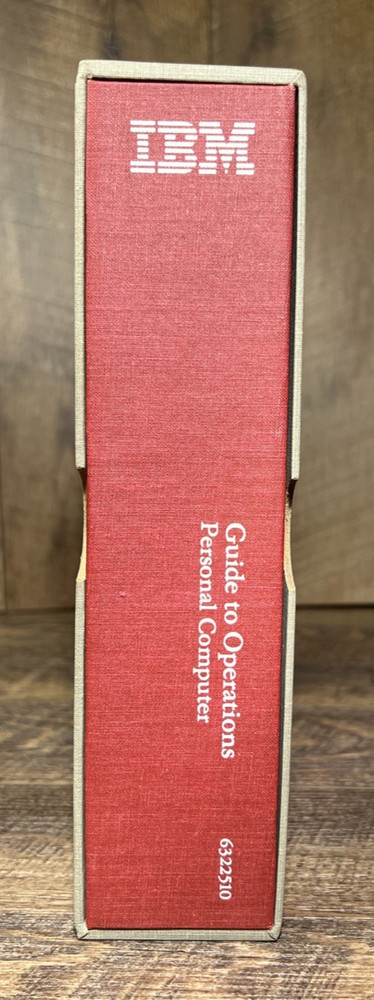 IBM
Guide to Operations
Personal Computer
6322510